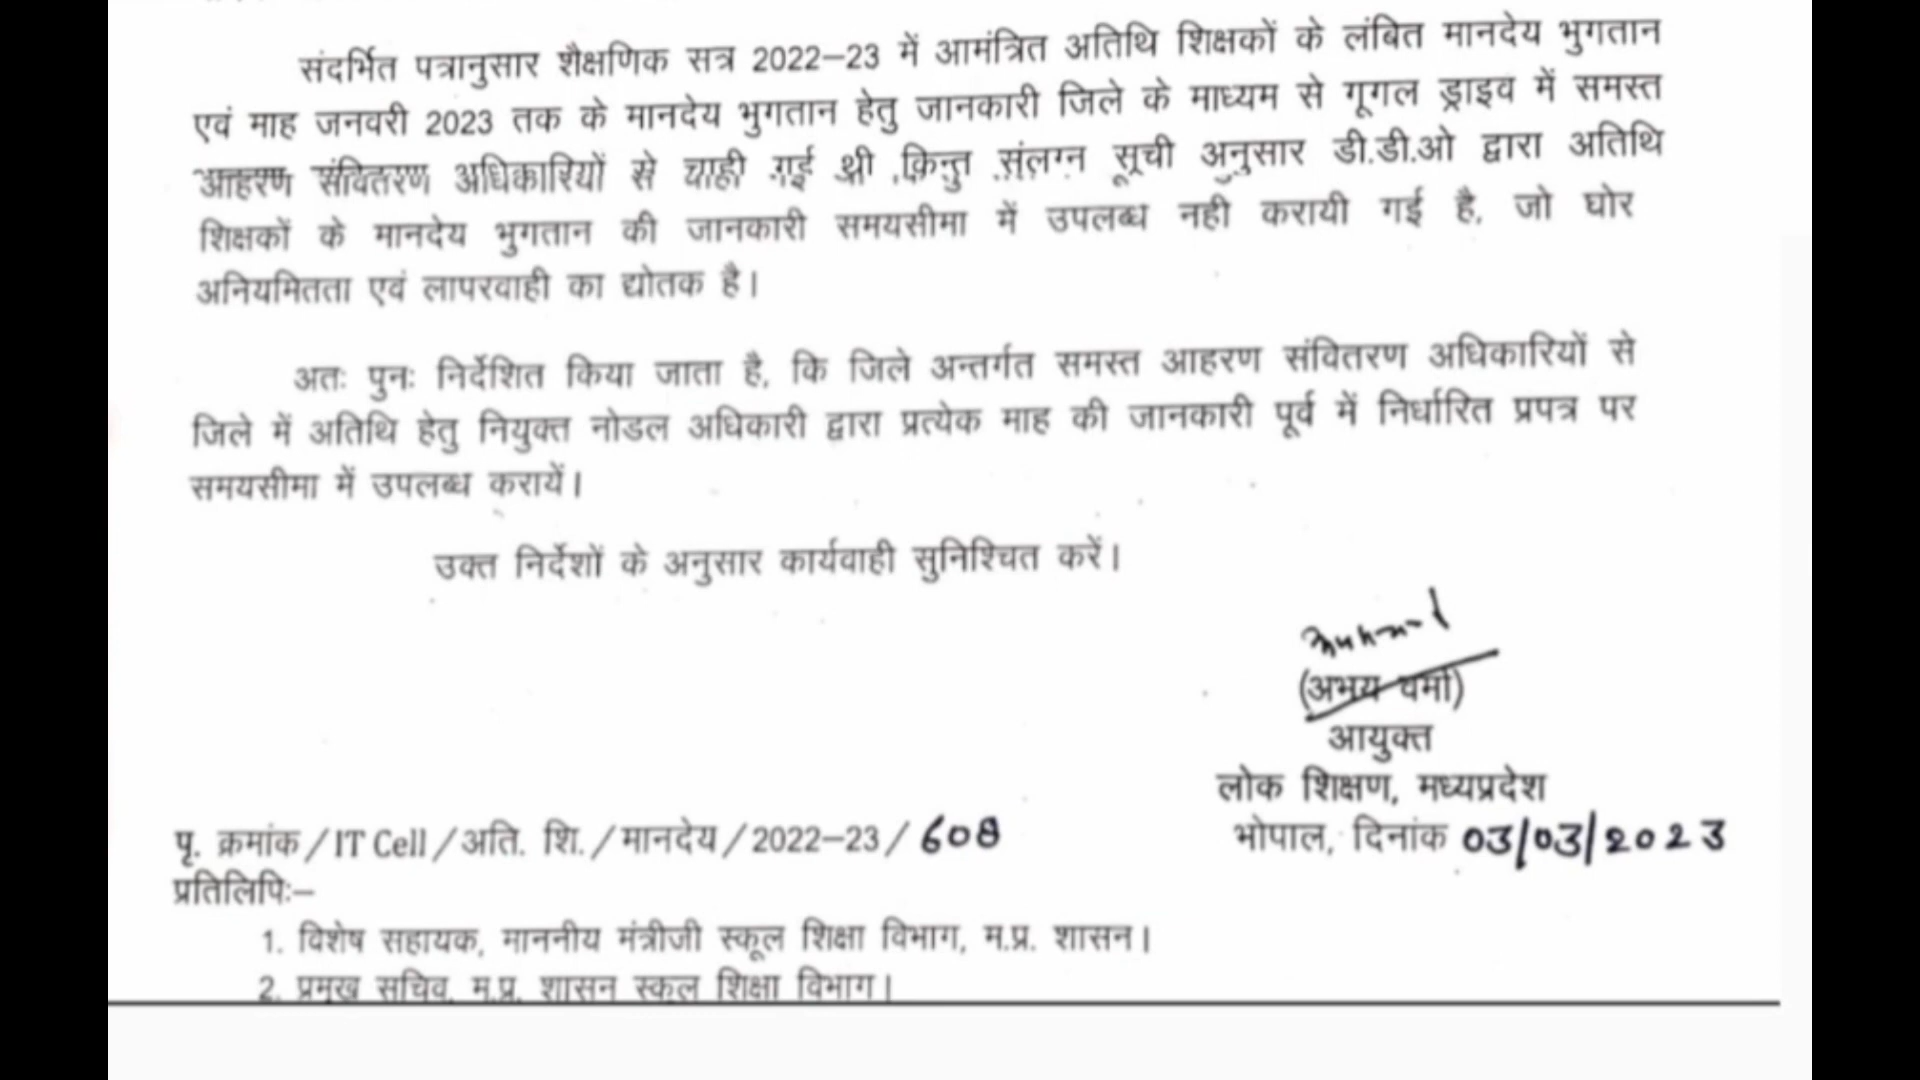 संदर्भित पत्रानुसार शैक्षणिक सत्र 2022–23 में आमंत्रित अतिथि शिक्षकों के लंबित मानदेय भुगतान
एवं माह जनवरी 2023 तक के मानदेय भुगतान हेतु जानकारी जिले के माध्यम से गूगल ड्राइव में समस्त
आहरण संवितरण अधिकारियों से चाही गई थी किन्तु संलग्न सूची अनुसार डी.डी.ओ द्वारा अतिथि
शिक्षकों के मानदेय भुगतान की जानकारी समयसीमा में उपलब्ध नहीं करायी गई है, जो घोर
अनियमितता एवं लापरवाही का द्योतक है।
अतः पुनः निर्देशित किया जाता है, कि जिले अन्तर्गत समस्त आहरण संवितरण अधिकारियों से
जिले में अतिथि हेतु नियुक्त नोडल अधिकारी द्वारा प्रत्येक माह की जानकारी पूर्व में निर्धारित प्रपत्र पर
समयसीमा में उपलब्ध करायें।
उक्त निर्देशों के अनुसार कार्यवाही सुनिश्चित करें।
(अभय वर्मा)
आयुक्त
लोक शिक्षण, मध्यप्रदेश
पृ. क्रमांक/IT Cell/अति. शि./मानदेय/2022–23/608 भोपाल, दिनांक 03/03/2023
प्रतिलिपिः–
1. विशेष सहायक, माननीय मंत्रीजी स्कूल शिक्षा विभाग, म.प्र. शासन।
2. प्रमुख सचिव, म.प्र. शासन स्कूल शिक्षा विभाग।